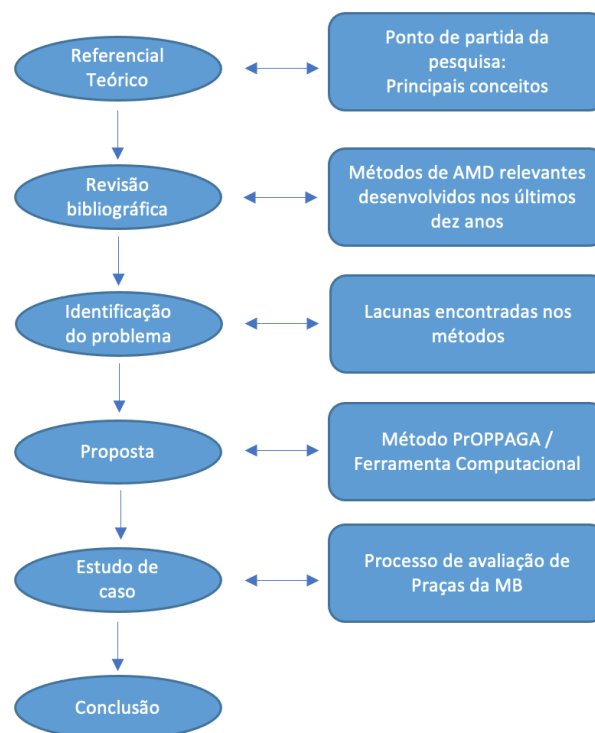 Referencial
Teórico
Ponto de partida da
pesquisa:
Principais conceitos
Revisão
bibliográfica
Métodos de AMD relevantes
desenvolvidos nos últimos
dez anos
Identificação
do problema
Lacunas encontradas nos
métodos
Proposta
Método PrOPPAGA /
Ferramenta Computacional
Estudo de
caso
Processo de avaliação de
Praças da MB
Conclusão